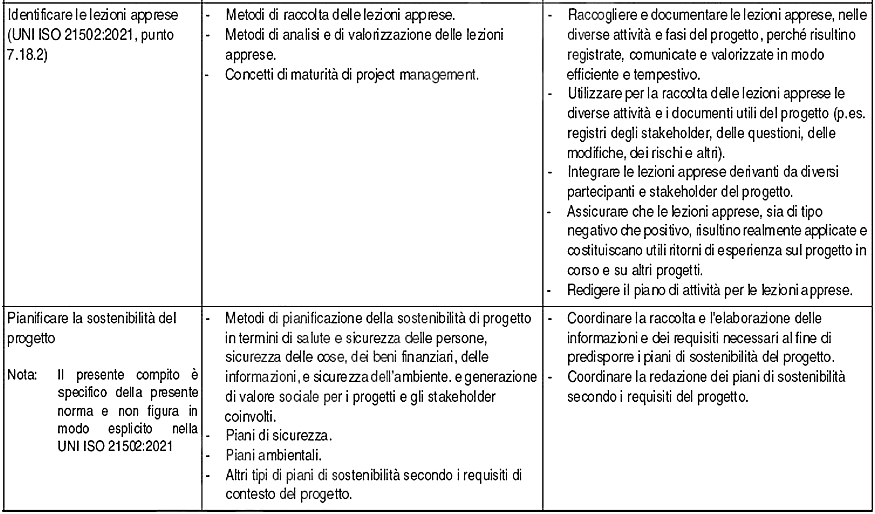 Identificare le lezioni apprese
(UNI ISO 21502:2021, punto
7.18.2)
- Metodi di raccolta delle lezioni apprese.
- Metodi di analisi e di valorizzazione delle lezioni
apprese.
- Concetti di maturità di project management.
- Raccogliere e documentare le lezioni apprese, nelle
diverse attività e fasi del progetto, perché risultino
registrate, comunicate e valorizzate in modo
efficiente e tempestivo.
- Utilizzare per la raccolta delle lezioni apprese le
diverse attività e i documenti utili del progetto (p.es.
registri degli stakeholder, delle questioni, delle
modifiche, dei rischi e altri).
- Integrare le lezioni apprese derivanti da diversi
partecipanti e stakeholder del progetto.
- Assicurare che le lezioni apprese, sia di tipo
negativo che positivo, risultino realmente applicate e
costituiscano utili ritorni di esperienza sul progetto in
corso e su altri progetti.
- Redigere il piano di attività per le lezioni apprese.
Pianificare la sostenibilità del
progetto
Nota: Il presente compito è
specifico della presente
norma e non figura in
modo esplicito nella
UNI ISO 21502:2021
- Metodi di pianificazione della sostenibilità di progetto
in termini di salute e sicurezza delle persone,
sicurezza delle cose, dei beni finanziari, delle
informazioni, e sicurezza dell'ambiente. e generazione
di valore sociale per i progetti e gli stakeholder
coinvolti.
- Piani di sicurezza.
- Piani ambientali.
- Altri tipi di piani di sostenibilità secondo i requisiti di
contesto del progetto.
- Coordinare la raccolta e l'elaborazione delle
informazioni e dei requisiti necessari al fine di
predisporre i piani di sostenibilità del progetto.
- Coordinare la redazione dei piani di sostenibilità
secondo i requisiti del progetto.